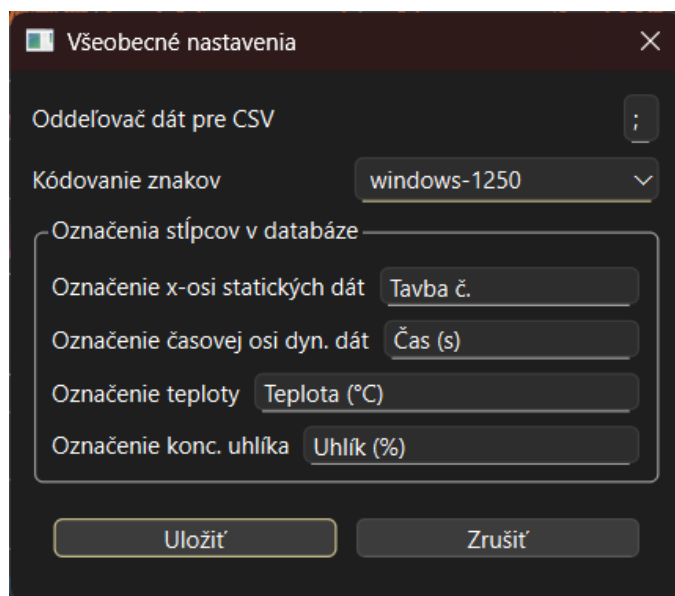 Všeobecné nastavenia
Oddeľovač dát pre CSV ;
Kódovanie znakov windows-1250
Označenia stĺpcov v databáze
Označenie x-osi statických dát Tavba č.
Označenie časovej osi dyn. dát Čas (s)
Označenie teploty Teplota (°C)
Označenie konc. uhlíka Uhlík (%)
Uložiť Zrušiť